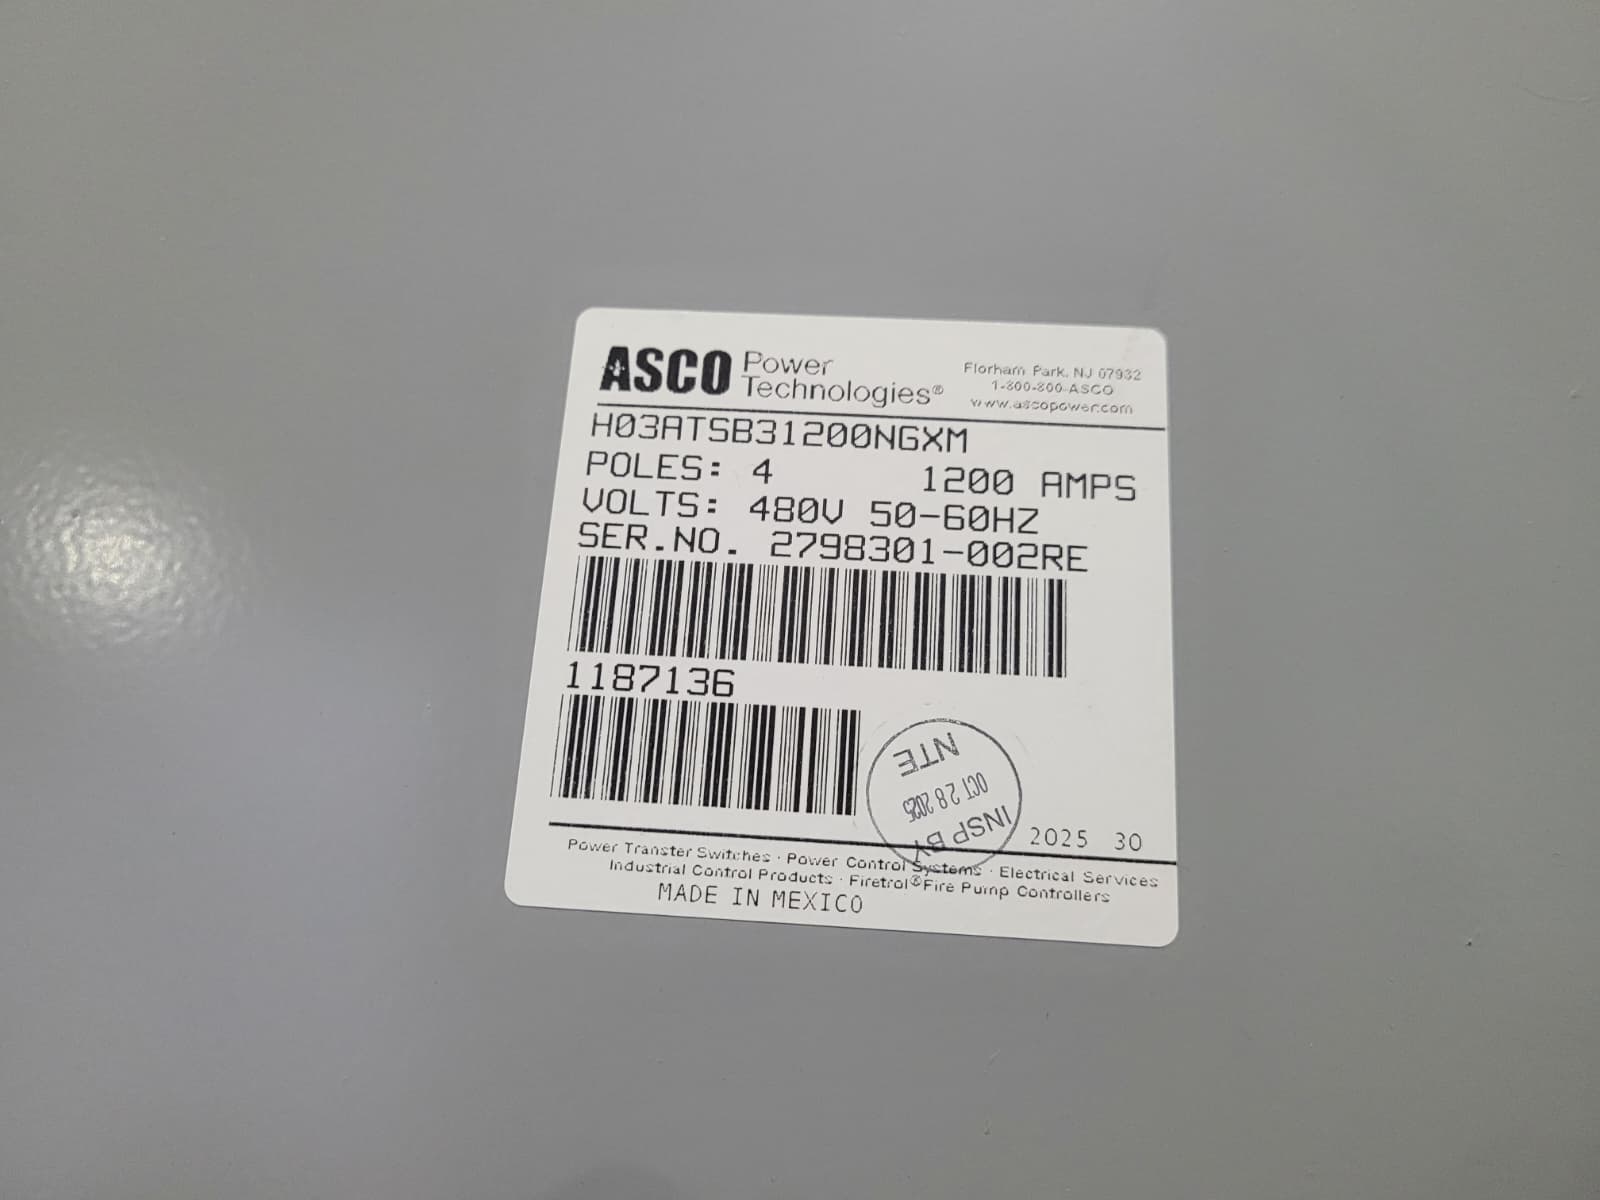 ASCO Power Technologies®
Florham Park, NJ 07932
1-800-800-ASCO
www.ascopower.com
H03ATSB31200NGXM
POLES: 4 1200 AMPS
VOLTS: 480V 50-60HZ
SER.NO. 2798301-002RE
1187136
NTE
OCT 28 2025
INSP BY
2025 30
Power Transfer Switches · Power Control Systems · Electrical Services
Industrial Control Products · Firetrol® Fire Pump Controllers
MADE IN MEXICO